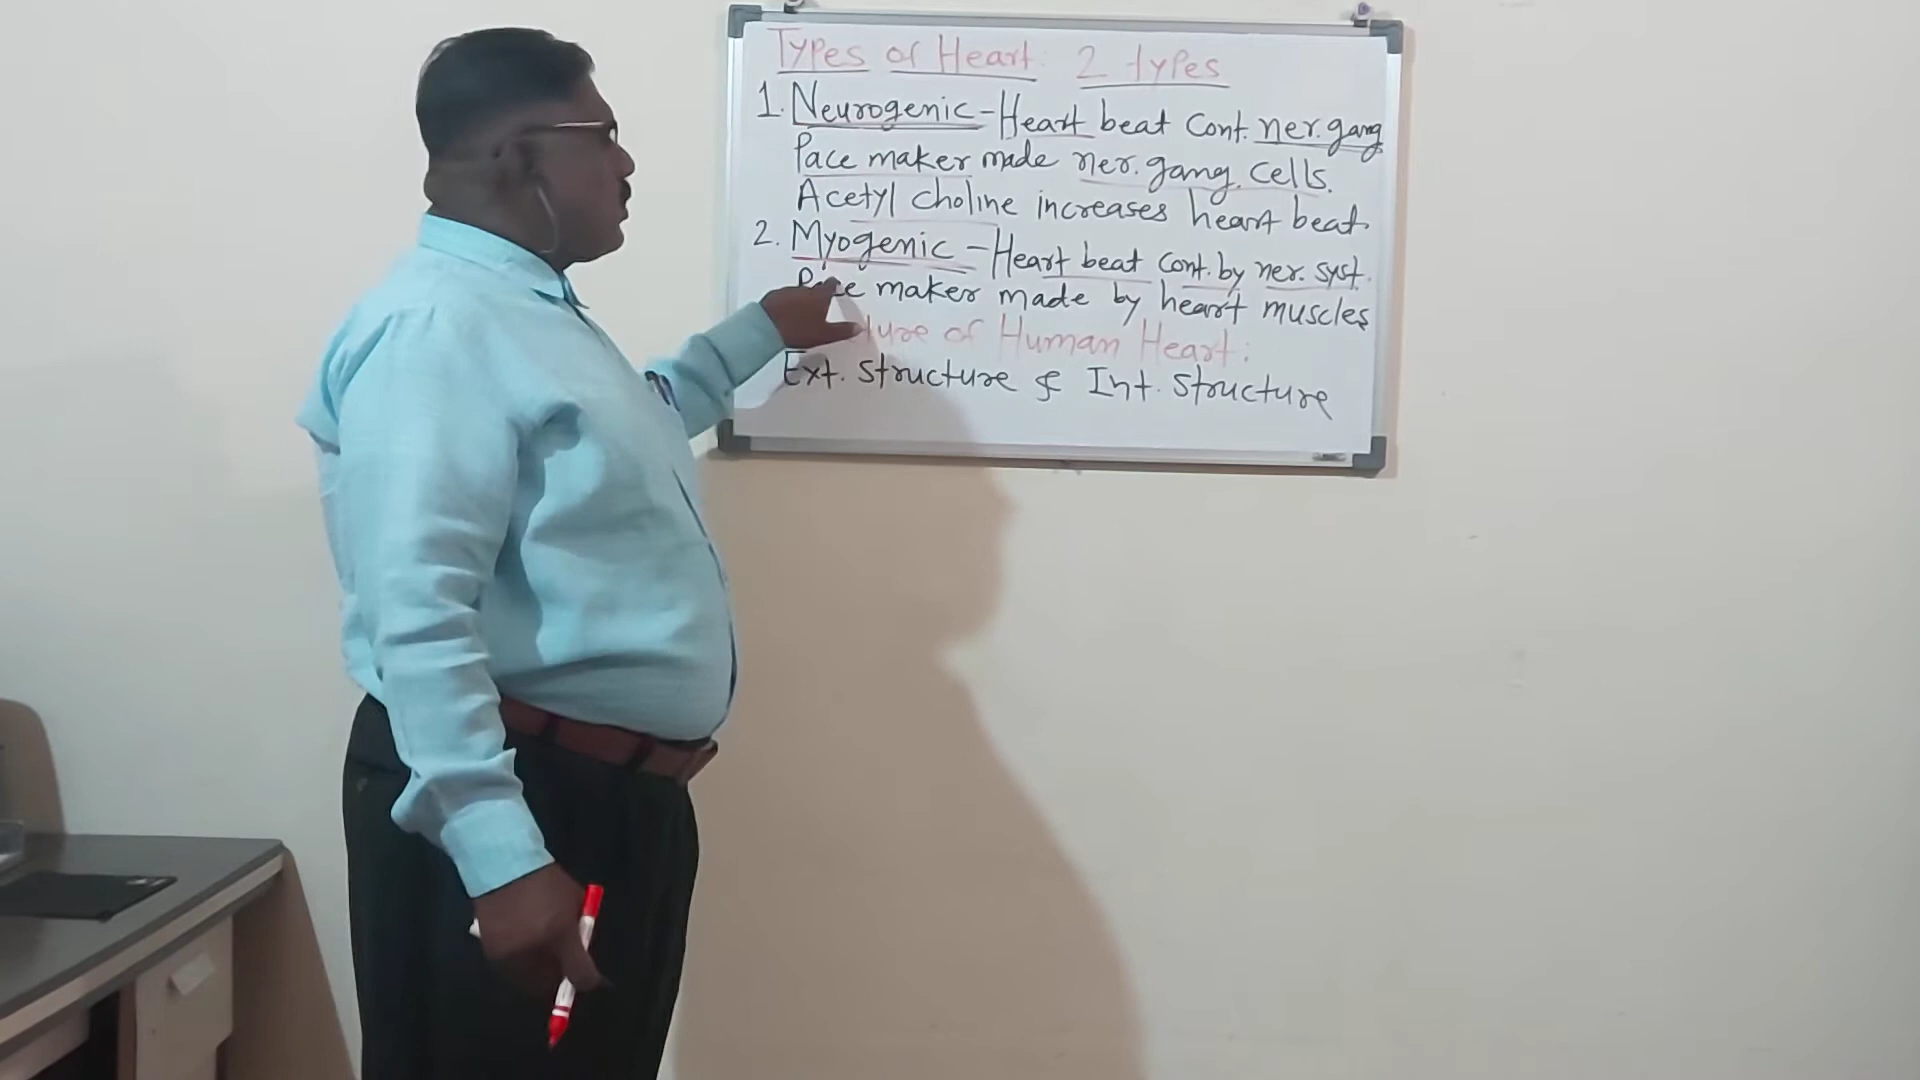 Types of Heart: 2 types
1. Neurogenic - Heart beat Cont. ner. gang
Pace maker made ner. gang. cells.
Acetyl choline increases heart beat.
2. Myogenic - Heart beat Cont. by ner. syst.
Pace maker made by heart muscles
of Human Heart:
Ext. Structure & Int. Structure